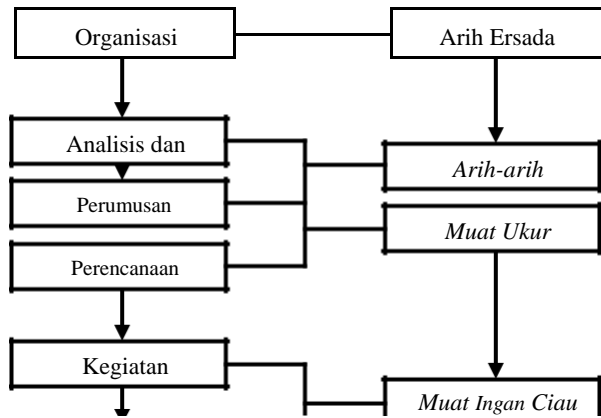 Organisasi
Arih Ersada
Analisis dan
Arih-arih
Perumusan
Muat Ukur
Perencanaan
Kegiatan
Muat Ingan Ciau